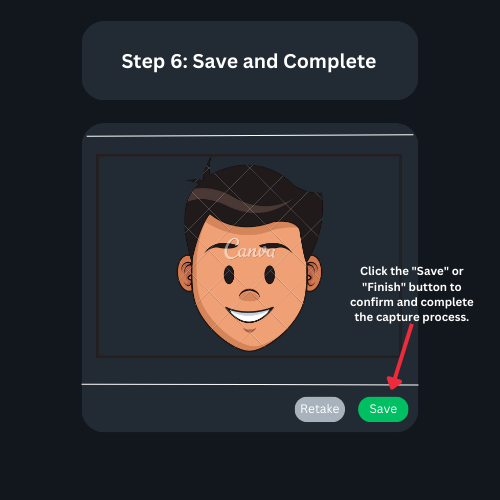 Step 6: Save and Complete
Canva
Click the "Save" or
"Finish" button to
confirm and complete
the capture process.
Retake
Save